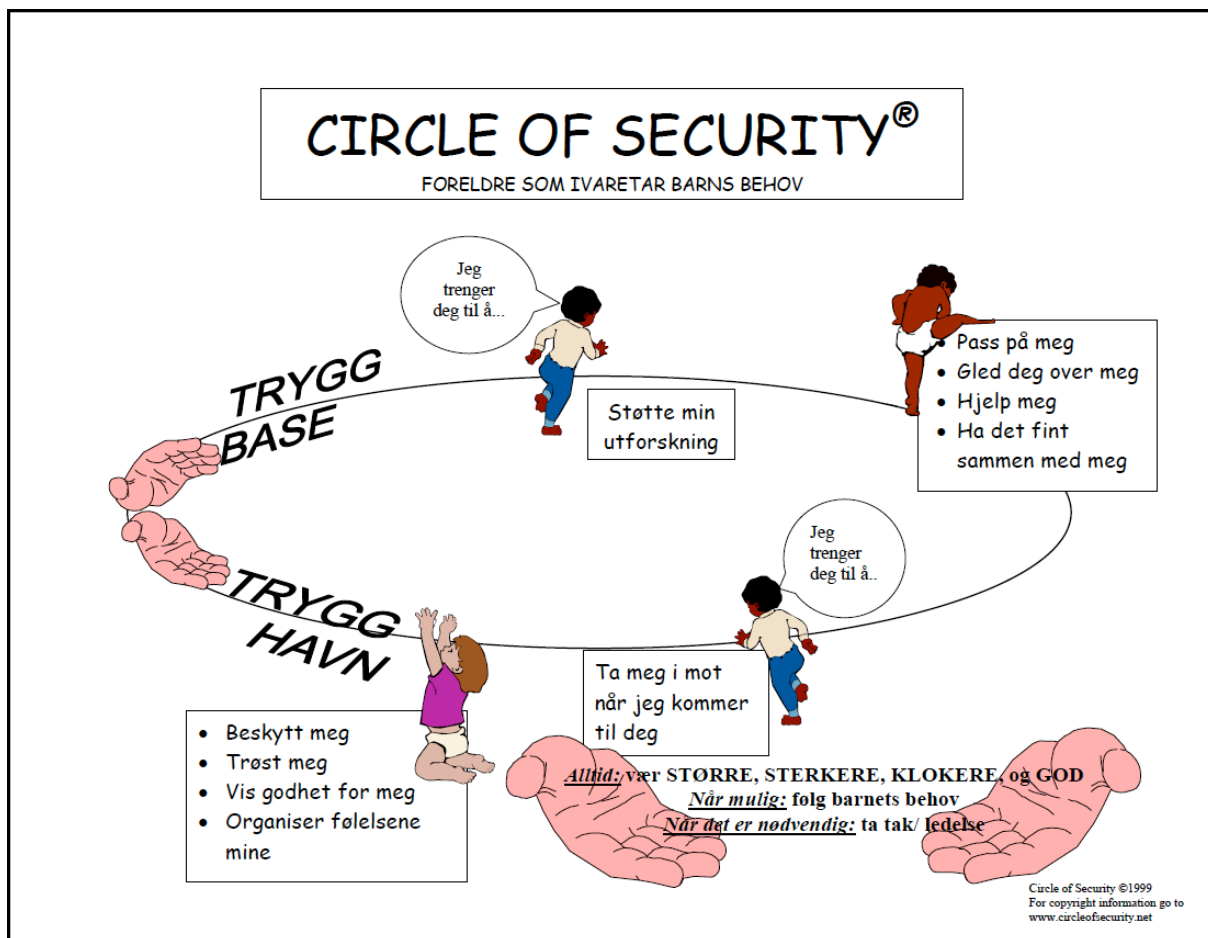 CIRCLE OF SECURITY®
FORELDRE SOM IVARETAR BARNS BEHOV
Jeg
trenger
deg til å...
TRYGG
BASE
Støtte min
utforskning
• Pass på meg
• Gled deg over meg
• Hjelp meg
• Ha det fint
sammen med meg
Jeg
trenger
deg til å..
TRYGG
HAVN
Ta meg i mot
når jeg kommer
til deg
• Beskytt meg
• Trøst meg
• Vis godhet for meg
• Organiser følelsene
mine
Alltid: vær STØRRE, STERKERE, KLOKERE, og GOD
Når mulig: følg barnets behov
Når det er nødvendig: ta tak/ ledelse
Circle of Security ©1999
For copyright information go to
www.circleofsecurity.net